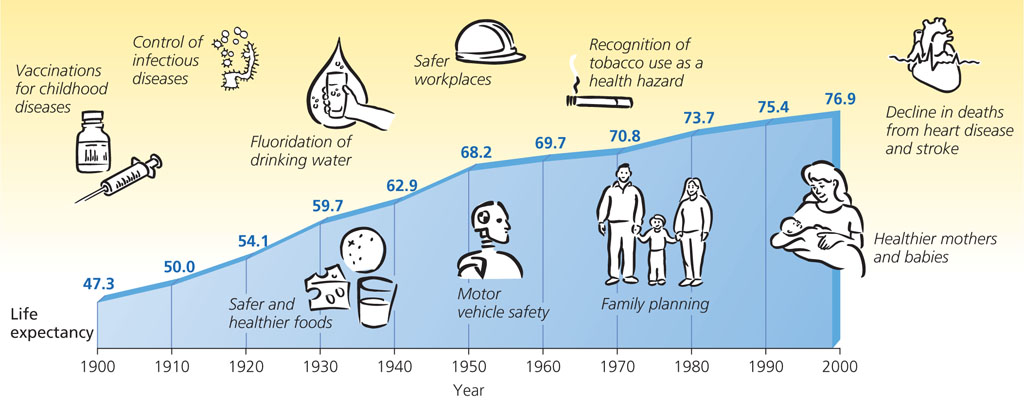 Vaccinations
for childhood
diseases
Control of
infectious
diseases
Fluoridation of
drinking water
Safer
workplaces
Recognition of
tobacco use as a
health hazard
Decline in deaths
from heart disease
and stroke
47.3
50.0
54.1
59.7
62.9
68.2
69.7
70.8
73.7
75.4
76.9
Safer and
healthier foods
Motor
vehicle safety
Family planning
Healthier mothers
and babies
Life
expectancy
1900 1910 1920 1930 1940 1950 1960 1970 1980 1990 2000
Year